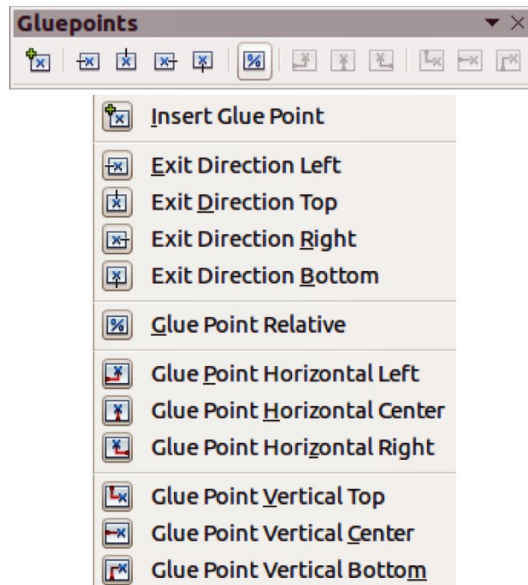 Gluepoints
Insert Glue Point
Exit Direction Left
Exit Direction Top
Exit Direction Right
Exit Direction Bottom
Glue Point Relative
Glue Point Horizontal Left
Glue Point Horizontal Center
Glue Point Horizontal Right
Glue Point Vertical Top
Glue Point Vertical Center
Glue Point Vertical Bottom